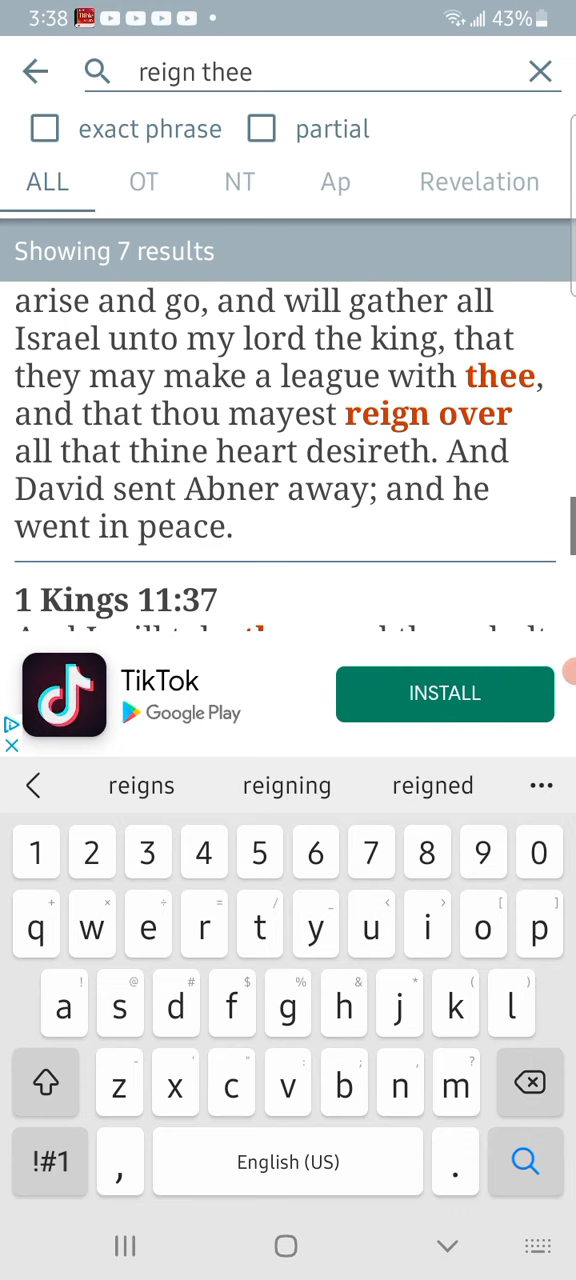 3:38 43%
reign thee
exact phrase partial
ALL OT NT Ap Revelation
Showing 7 results
arise and go, and will gather all
Israel unto my lord the king, that
they may make a league with thee,
and that thou mayest reign over
all that thine heart desireth. And
David sent Abner away; and he
went in peace.
1 Kings 11:37
TikTok
Google Play
INSTALL
reigns reigning reigned
1 2 3 4 5 6 7 8 9 0
+ × ÷ = / _ < > [ ]
q w e r t y u i o p
! @ # $ % & * ( )
a s d f g h j k l
- ' " : ; , ?
z x c v b n m
!#1 , English (US) .